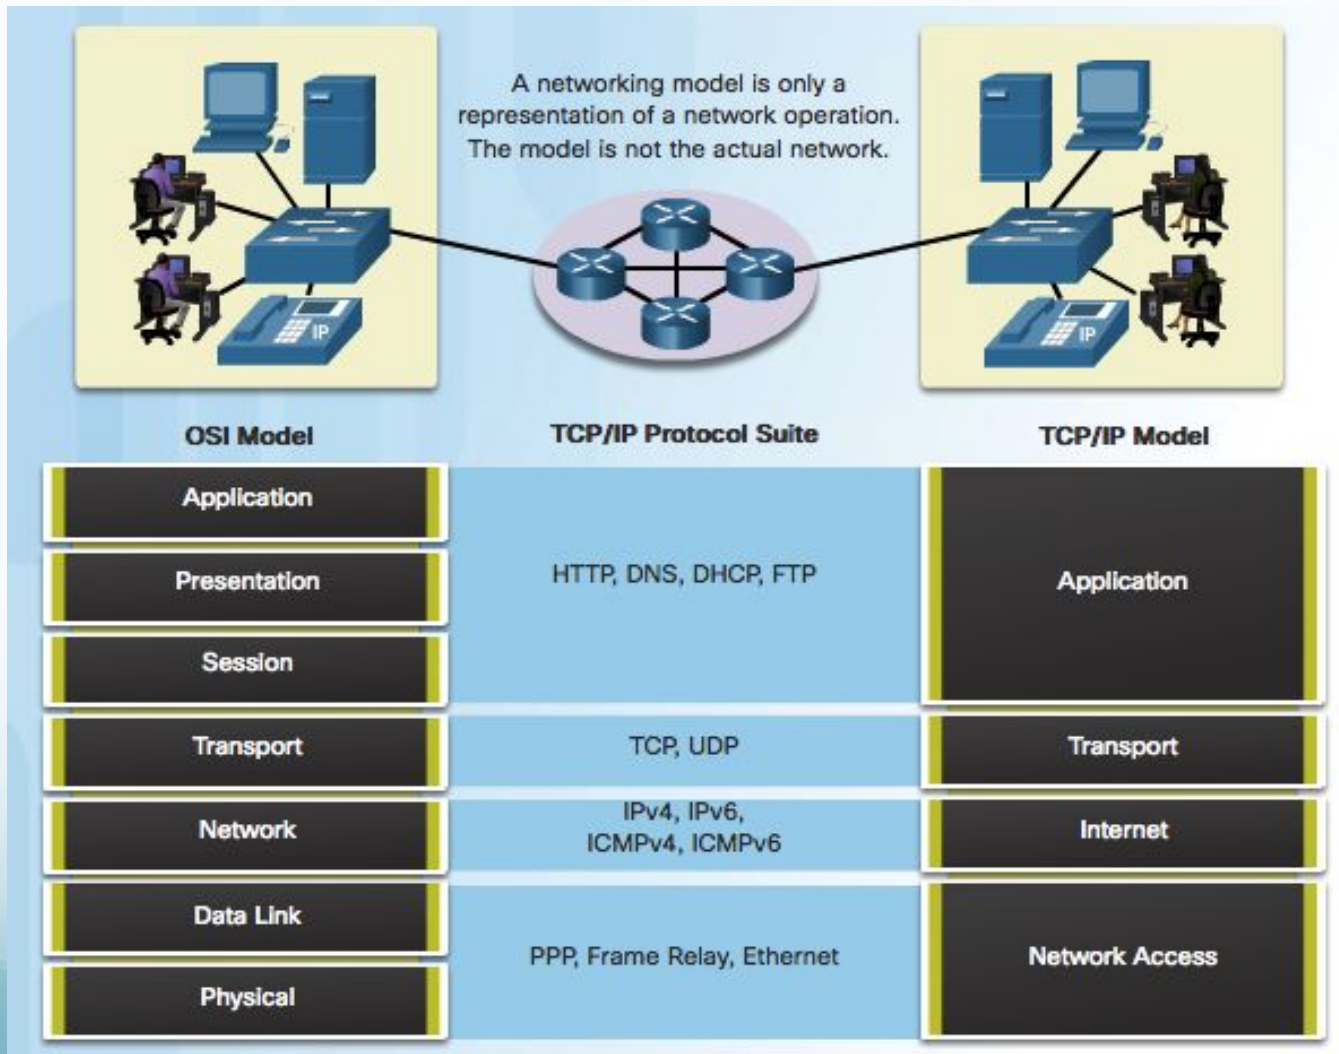 A networking model is only a
representation of a network operation.
The model is not the actual network.
IP
IP
OSI Model
TCP/IP Protocol Suite
TCP/IP Model
Application
Presentation
Session
Transport
Network
Data Link
Physical
HTTP, DNS, DHCP, FTP
TCP, UDP
IPv4, IPv6,
ICMPv4, ICMPv6
PPP, Frame Relay, Ethernet
Application
Transport
Internet
Network Access